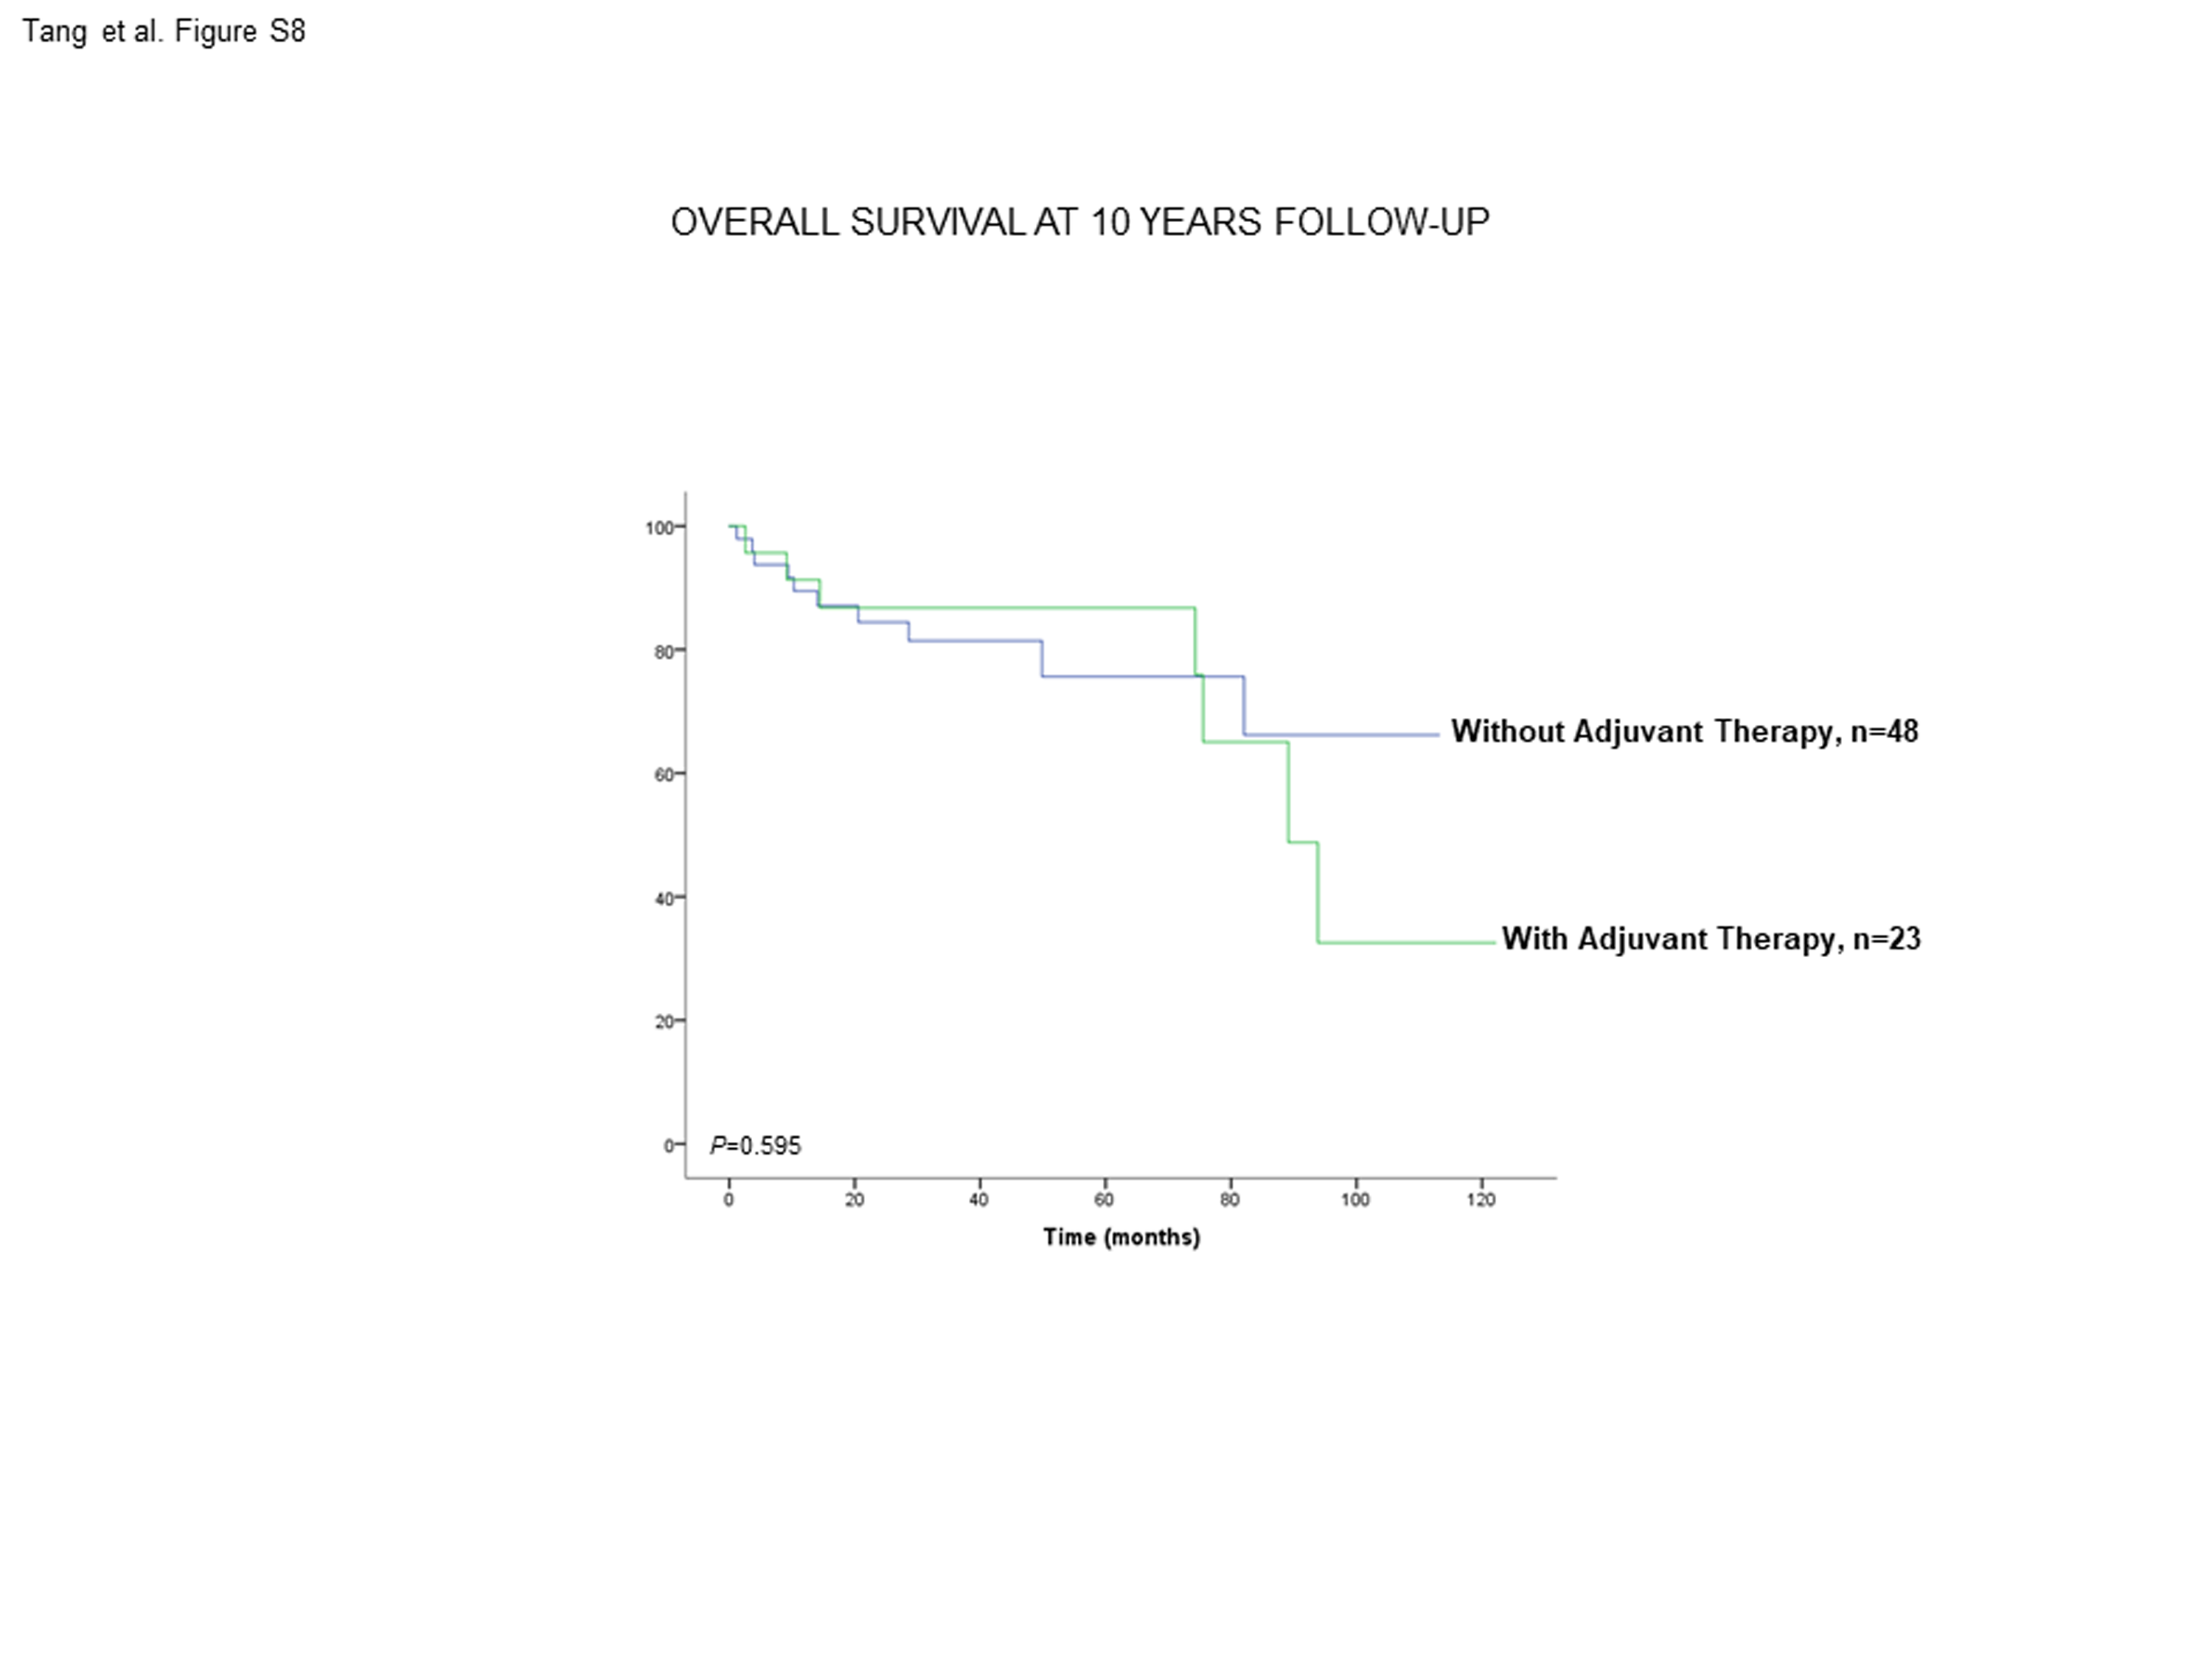 Tang et al. Figure S8
OVERALL SURVIVAL AT 10 YEARS FOLLOW-UP
100
80
60
40
20
0
Without Adjuvant Therapy, n=48
With Adjuvant Therapy, n=23
P=0.595
0 20 40 60 80 100 120
Time (months)